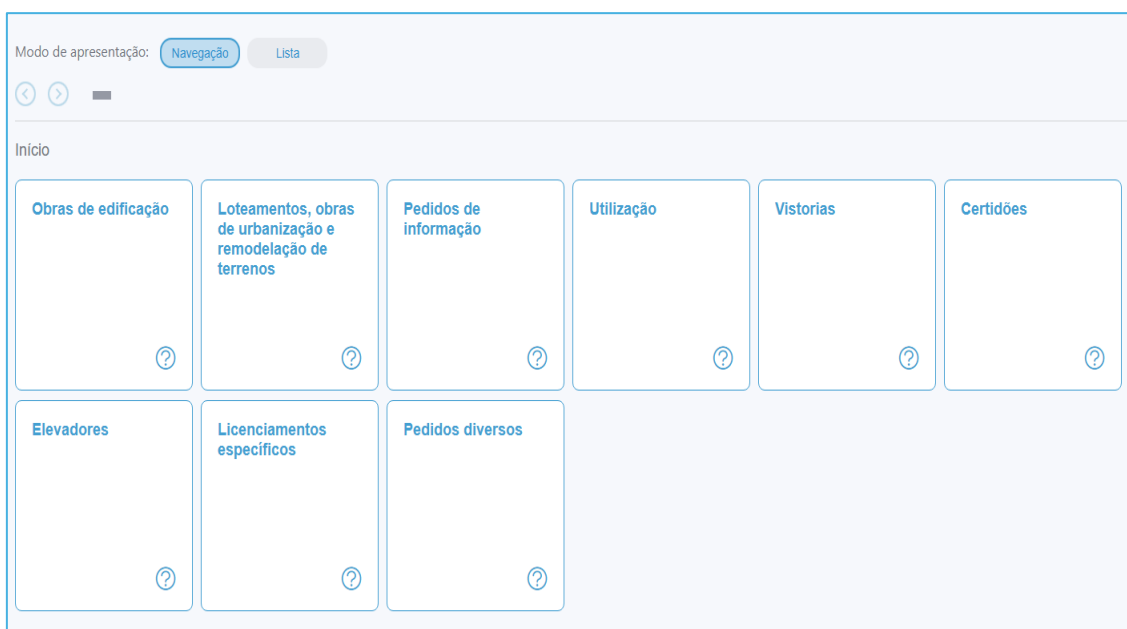 Modo de apresentação: Navegação Lista
Início
Obras de edificação
Loteamentos, obras
de urbanização e
remodelação de
terrenos
Pedidos de
informação
Utilização
Vistorias
Certidões
?
?
?
?
?
?
Elevadores
Licenciamentos
específicos
Pedidos diversos
?
?
?